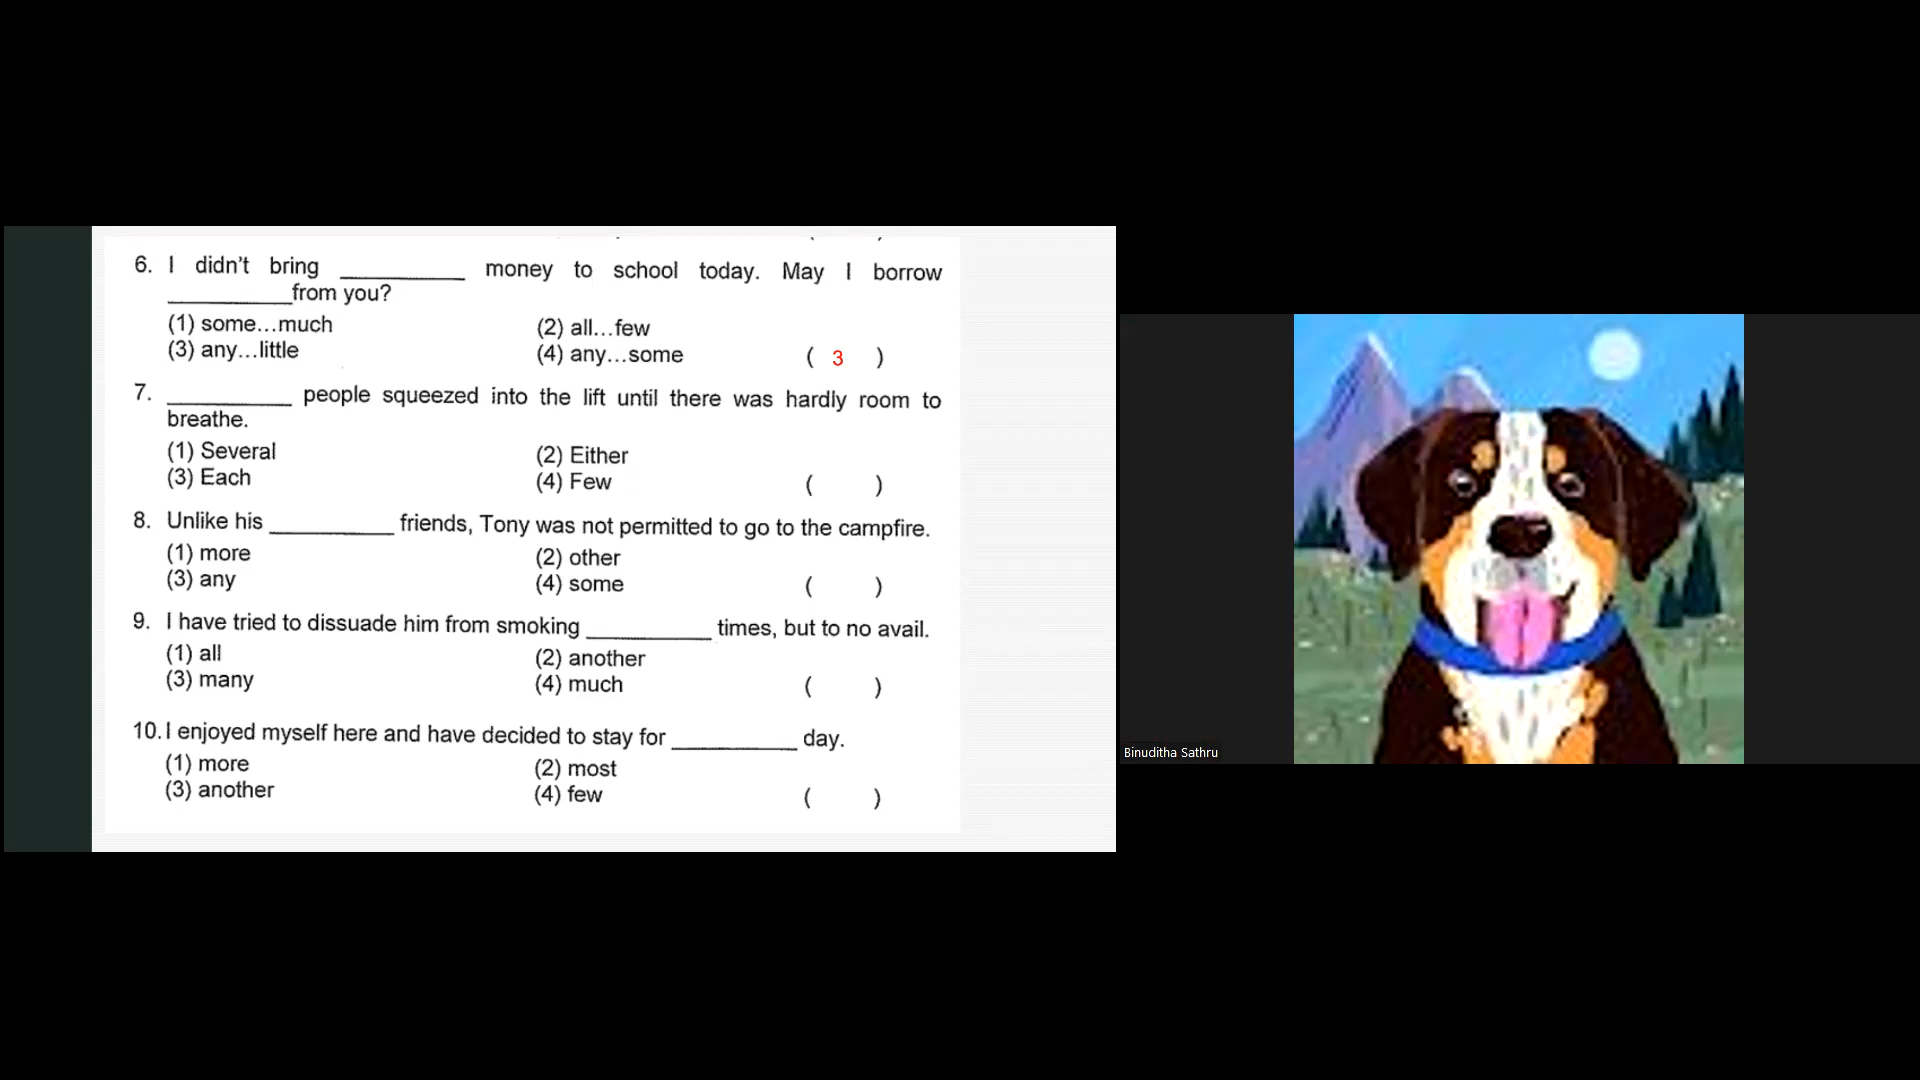 6. I didn't bring __________ money to school today. May I borrow
__________from you?
(1) some...much (2) all...few
(3) any...little (4) any...some ( 3 )
7. __________ people squeezed into the lift until there was hardly room to
breathe.
(1) Several (2) Either
(3) Each (4) Few ( )
8. Unlike his __________ friends, Tony was not permitted to go to the campfire.
(1) more (2) other
(3) any (4) some ( )
9. I have tried to dissuade him from smoking __________ times, but to no avail.
(1) all (2) another
(3) many (4) much ( )
10. I enjoyed myself here and have decided to stay for __________ day.
(1) more (2) most
(3) another (4) few ( )
Binuditha Sathru